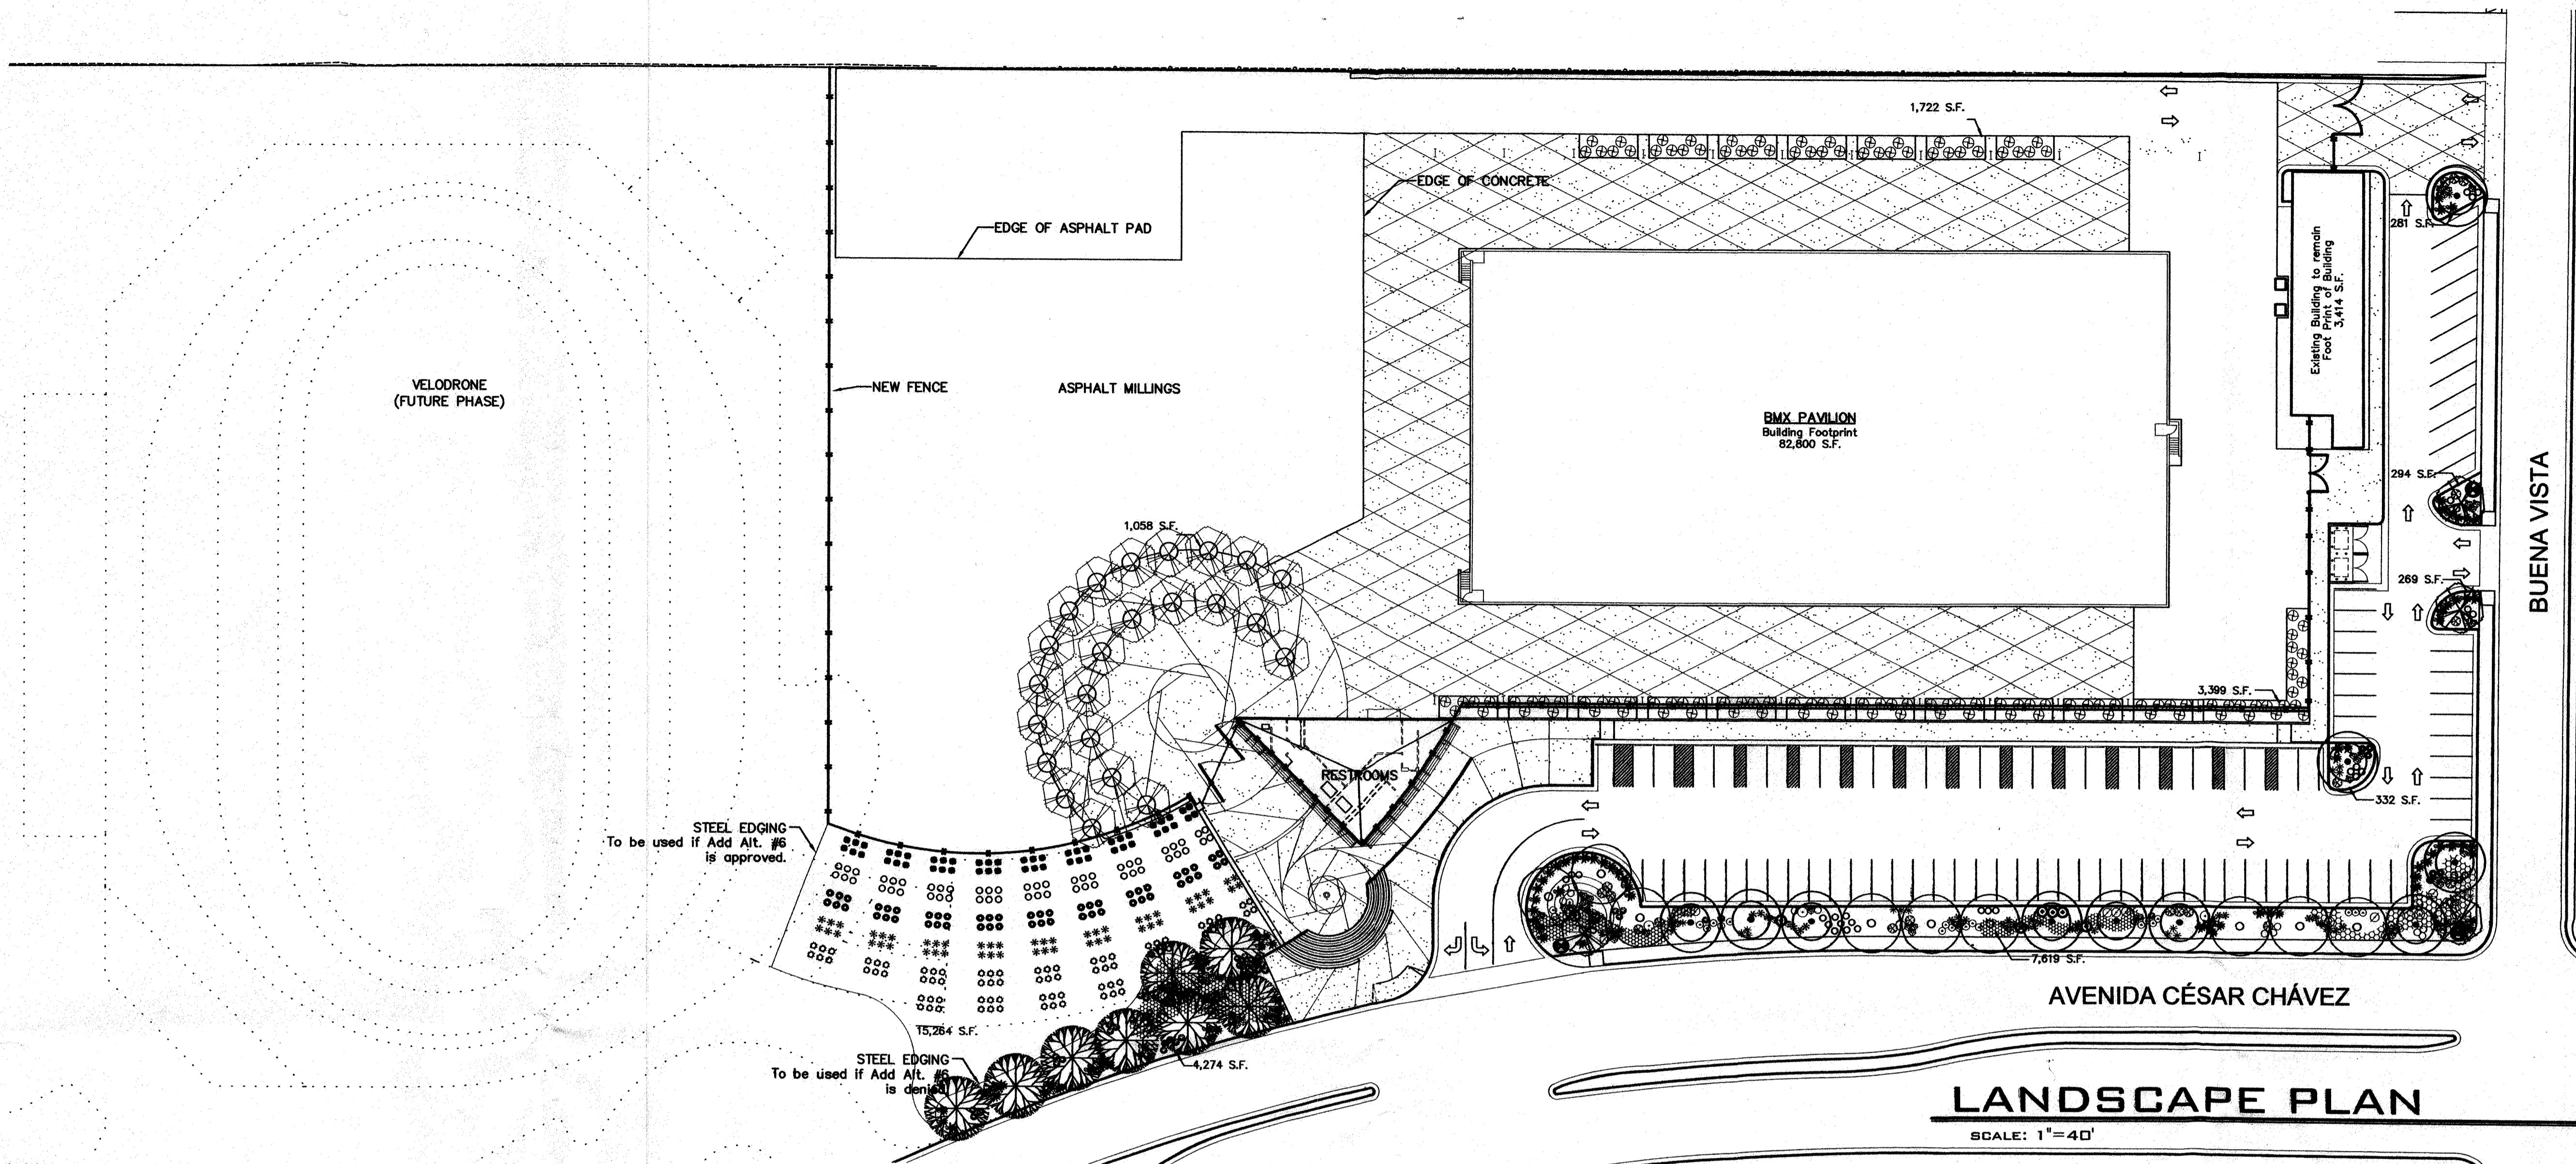 1,722 S.F.
EDGE OF CONCRETE
EDGE OF ASPHALT PAD
281 S.F.
Existing Building to remain
Foot Print of Building
3,414 S.F.
VELODRONE
(FUTURE PHASE)
NEW FENCE
ASPHALT MILLINGS
BMX PAVILION
Building Footprint
82,800 S.F.
294 S.F.
BUENA VISTA
1,058 S.F.
269 S.F.
3,399 S.F.
RESTROOMS
332 S.F.
STEEL EDGING
To be used if Add Alt. #6
is approved.
7,619 S.F.
AVENIDA CÉSAR CHÁVEZ
15,264 S.F.
STEEL EDGING
To be used if Add Alt. #6
is denied.
4,274 S.F.
LANDSCAPE PLAN
SCALE: 1"=40'